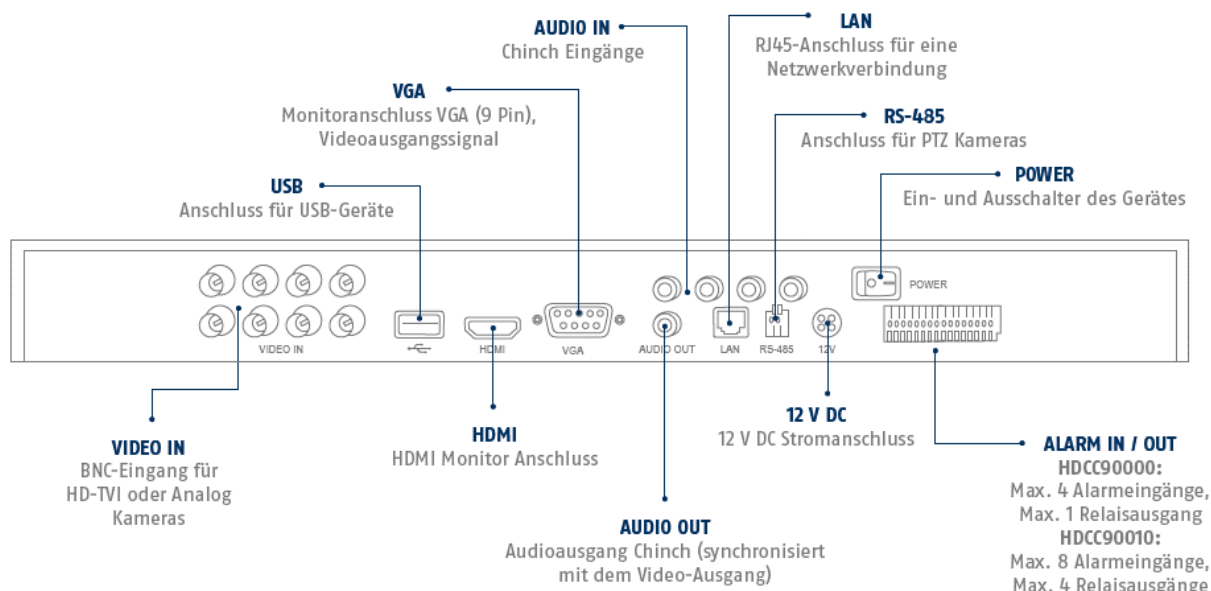 AUDIO IN
Chinch Eingänge
LAN
RJ45-Anschluss für eine
Netzwerkverbindung
VGA
Monitoranschluss VGA (9 Pin),
Videoausgangssignal
RS-485
Anschluss für PTZ Kameras
USB
Anschluss für USB-Geräte
POWER
Ein- und Ausschalter des Gerätes
POWER
VIDEO IN
HDMI
VGA
AUDIO OUT
LAN
RS-485
12V
VIDEO IN
BNC-Eingang für
HD-TVI oder Analog
Kameras
HDMI
HDMI Monitor Anschluss
AUDIO OUT
Audioausgang Chinch (synchronisiert
mit dem Video-Ausgang)
12 V DC
12 V DC Stromanschluss
ALARM IN / OUT
HDCC90000:
Max. 4 Alarmeingänge,
Max. 1 Relaisausgang
HDCC90010:
Max. 8 Alarmeingänge,
Max. 4 Relaisausgänge